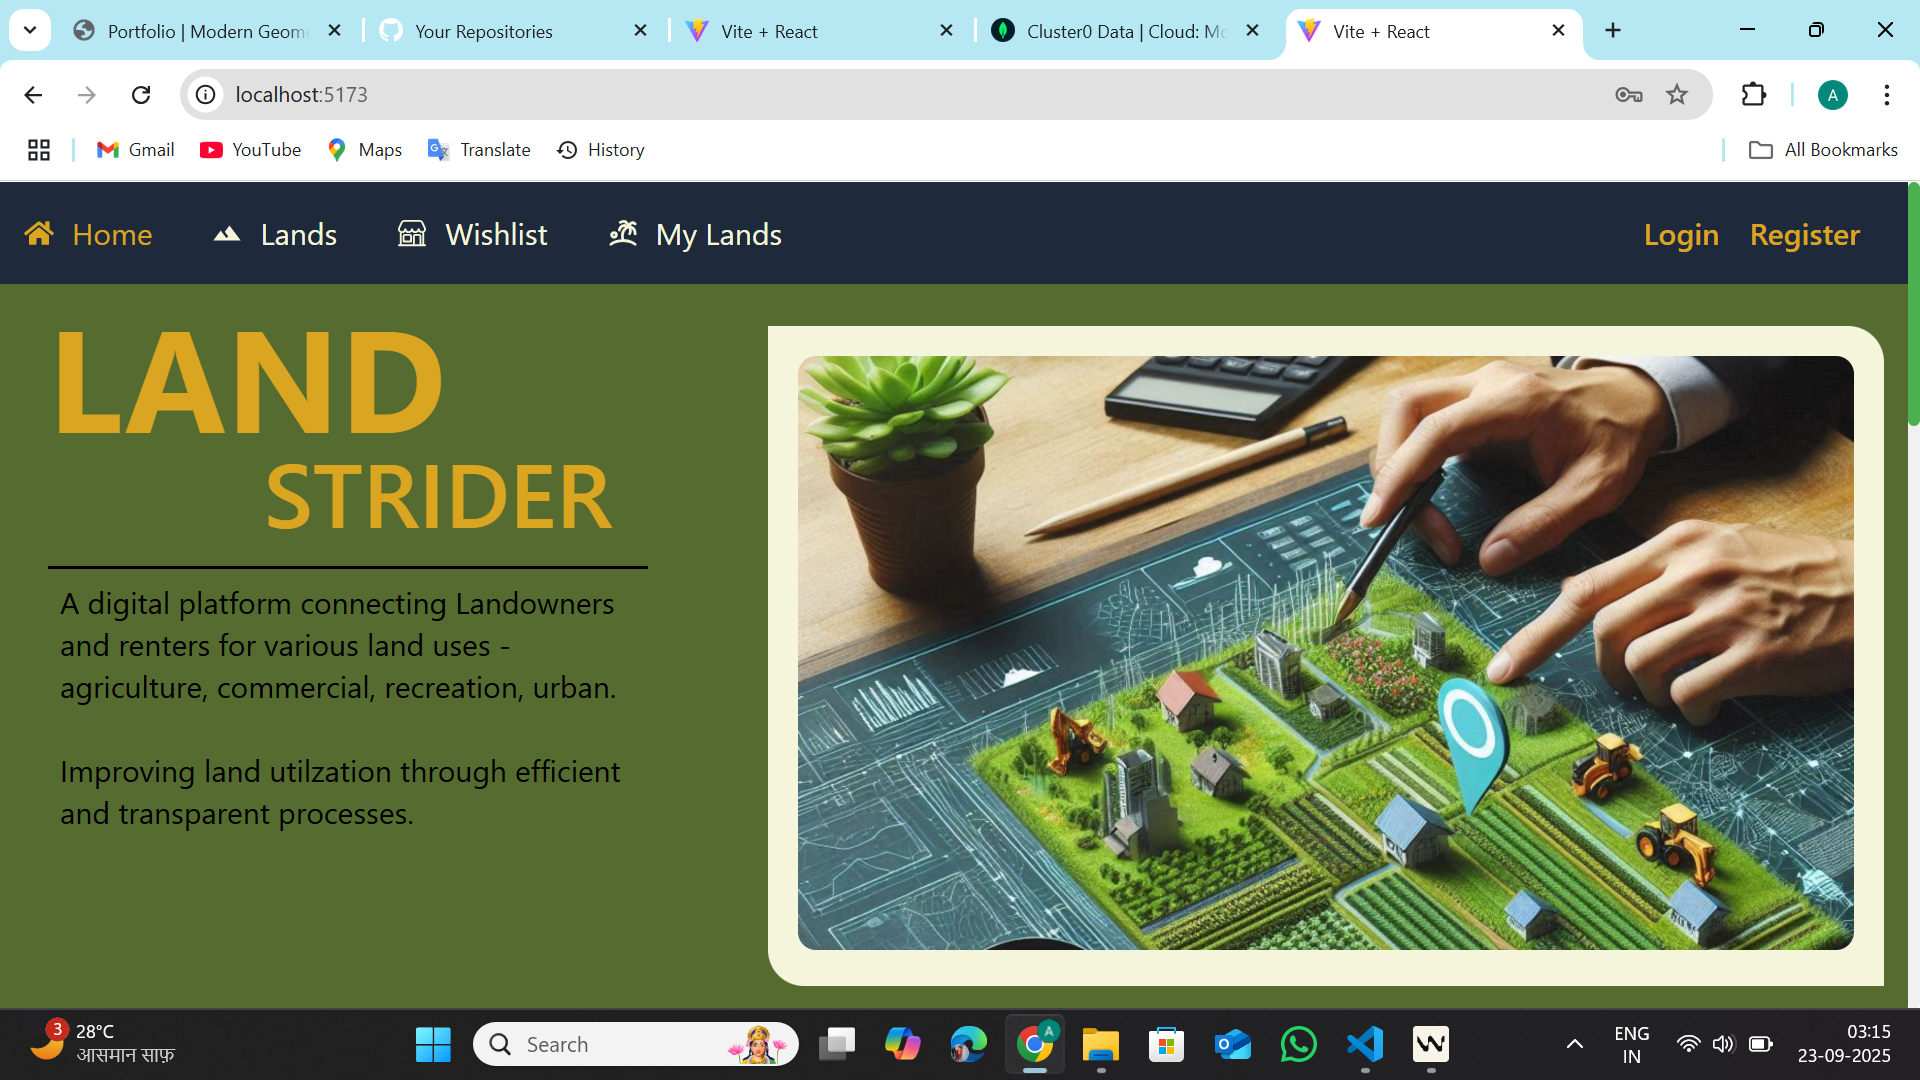 Portfolio | Modern Geom
Your Repositories
Vite + React
Cluster0 Data | Cloud: Mo
Vite + React
localhost:5173
A
Gmail
YouTube
Maps
Translate
History
All Bookmarks
Home
Lands
Wishlist
My Lands
Login
Register
LAND
STRIDER
A digital platform connecting Landowners
and renters for various land uses -
agriculture, commercial, recreation, urban.
Improving land utilzation through efficient
and transparent processes.
3
28°C
आसमान साफ़
Search
A
ENG
IN
03:15
23-09-2025